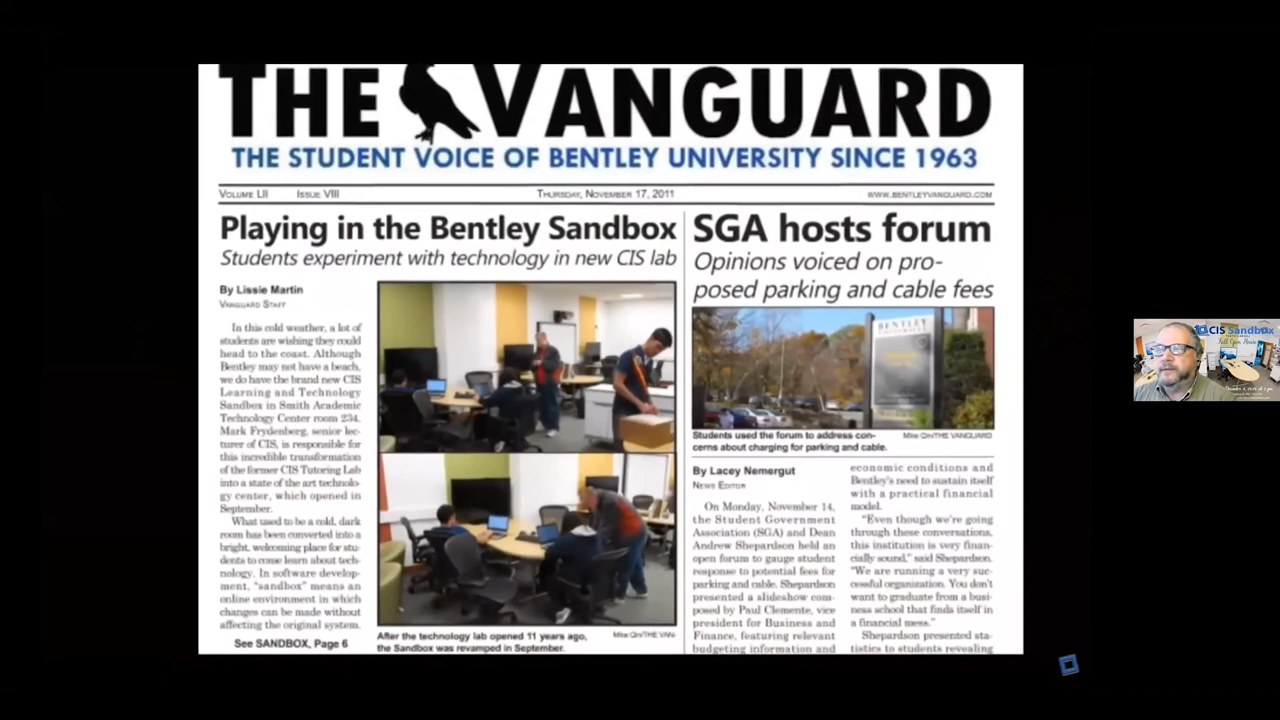 THE VANGUARD
THE STUDENT VOICE OF BENTLEY UNIVERSITY SINCE 1963
VOLUME LII ISSUE VIII THURSDAY, NOVEMBER 17, 2011 WWW.BENTLEYVANGUARD.COM
Playing in the Bentley Sandbox
Students experiment with technology in new CIS lab
By Lissie Martin
VANGUARD STAFF
In this cold weather, a lot of
students are wishing they could
head to the coast. Although
Bentley may not have a beach,
we do have the brand new CIS
Learning and Technology
Sandbox in Smith Academic
Technology Center room 234.
Mark Frydenberg, senior lec-
turer of CIS, is responsible for
this incredible transformation
of the former CIS Tutoring Lab
into a state of the art technolo-
gy center, which opened in
September.
What used to be a cold, dark
room has been converted into a
bright, welcoming place for stu-
dents to come learn about tech-
nology. In software develop-
ment, "sandbox" means an
online environment in which
changes can be made without
affecting the original system.
See SANDBOX, Page 6
After the technology lab opened 11 years ago, Mike Qin/THE VAN
the Sandbox was revamped in September.
SGA hosts forum
Opinions voiced on pro-
posed parking and cable fees
BENTLEY
Students used the forum to address con- Mike Qin/THE VANGUARD
cerns about charging for parking and cable.
By Lacey Nemergut
NEWS EDITOR
On Monday, November 14,
the Student Government
Association (SGA) and Dean
Andrew Shepardson held an
open forum to gauge student
response to potential fees for
parking and cable. Shepardson
presented a slideshow com-
posed by Paul Clemente, vice
president for Business and
Finance, featuring relevant
budgeting information and
economic conditions and
Bentley's need to sustain itself
with a practical financial
model.
"Even though we're going
through these conversations,
this institution is very finan-
cially sound," said Shepardson.
"We are running a very suc-
cessful organization. You don't
want to graduate from a busi-
ness school that finds itself in
a financial mess."
Shepardson presented sta-
tistics to students revealing
CIS Sandbox
Fall Open House